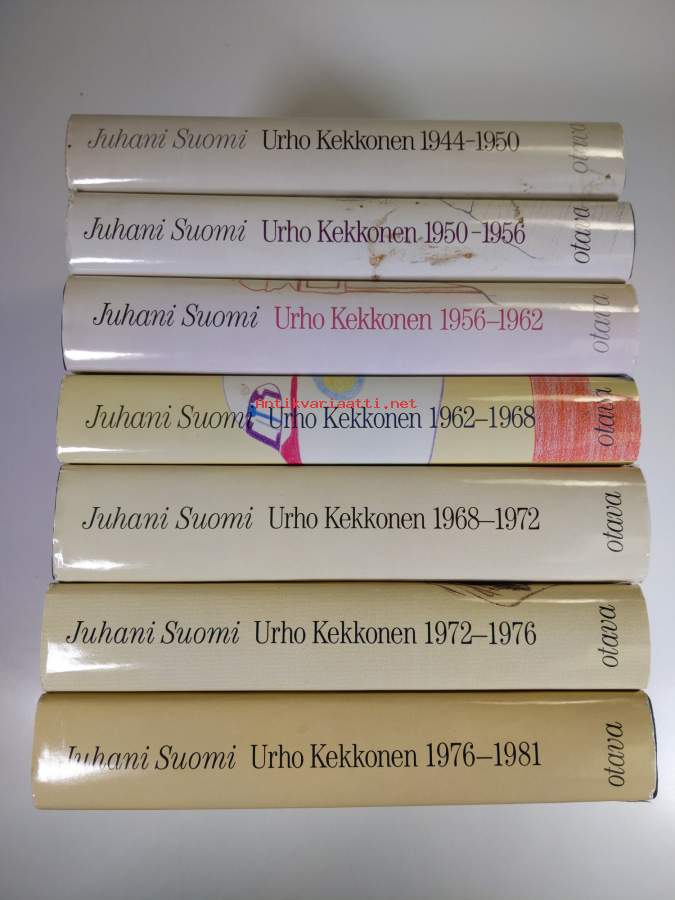 Juhani Suomi Urho Kekkonen 1944–1950 otava
Juhani Suomi Urho Kekkonen 1950–1956 otava
Juhani Suomi Urho Kekkonen 1956–1962 otava
Antikvariaatti.net
Juhani Suomi Urho Kekkonen 1962–1968 otava
Juhani Suomi Urho Kekkonen 1968–1972 otava
Juhani Suomi Urho Kekkonen 1972–1976 otava
Juhani Suomi Urho Kekkonen 1976–1981 otava